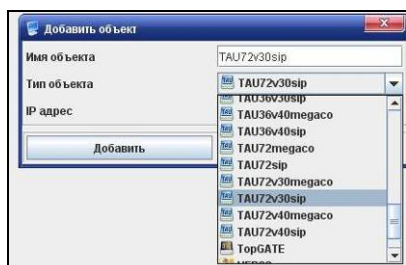 Добавить объект
Имя объекта TAU72v30sip
Тип объекта TAU72v30sip
IP адрес
Добавить
TAU36v30sip
TAU36v40megaco
TAU36v40sip
TAU72megaco
TAU72sip
TAU72v30megaco
TAU72v30sip
TAU72v40megaco
TAU72v40sip
TopGATE